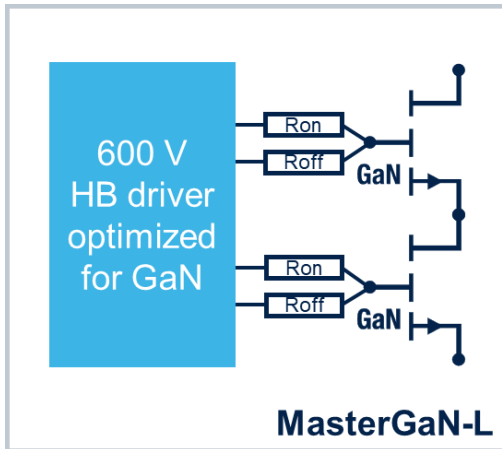 600 V
HB driver
optimized
for GaN
Ron
Roff
GaN
Ron
Roff
GaN
MasterGaN-L